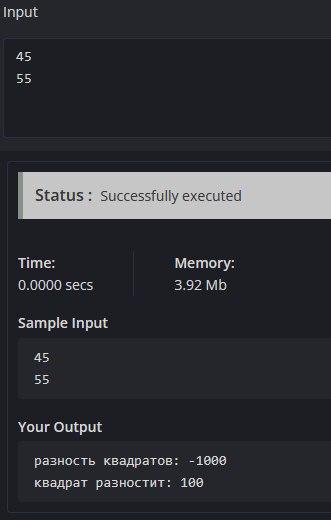 Input
45
55
Status : Successfully executed
Time:
0.0000 secs
Memory:
3.92 Mb
Sample Input
45
55
Your Output
разность квадратов: -1000
квадрат разностит: 100